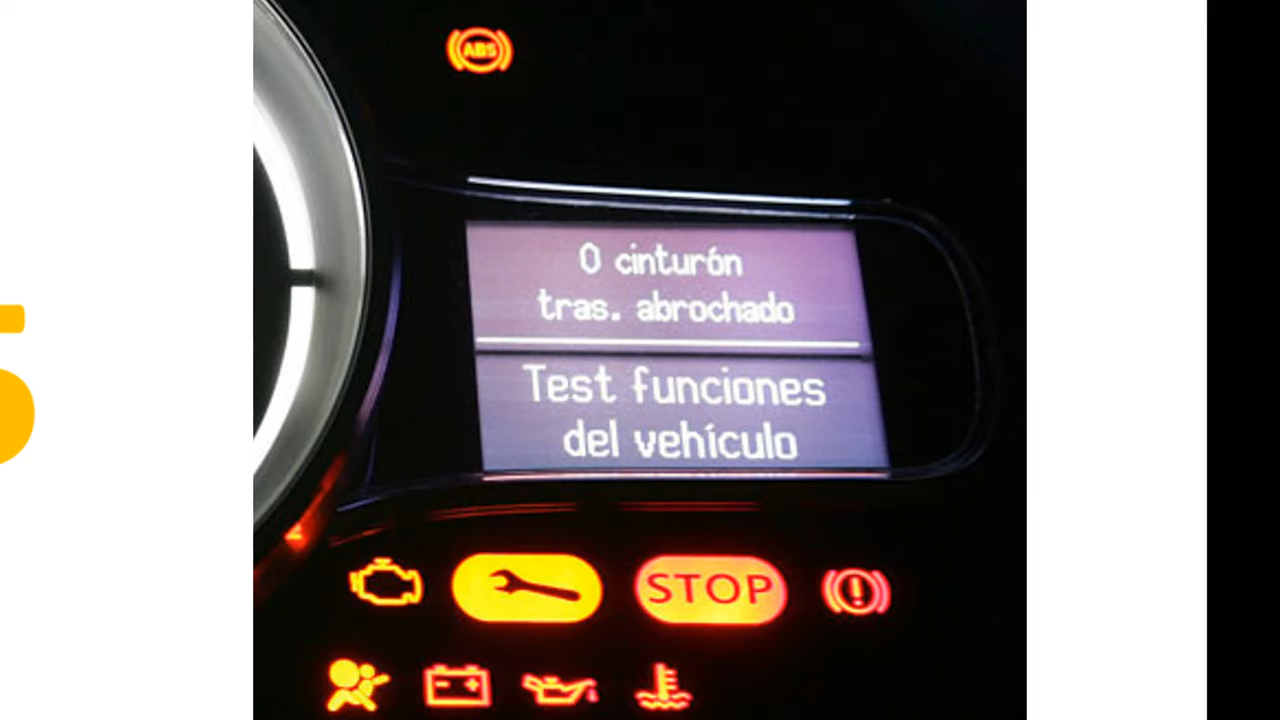 ABS
0 cinturón
tras. abrochado
Test funciones
del vehículo
STOP